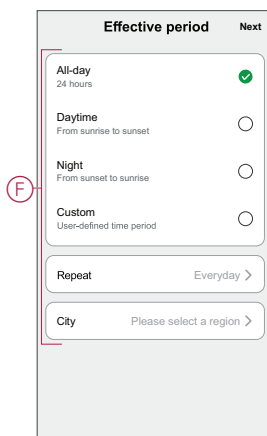 Effective period Next
All-day
24 hours
Daytime
From sunrise to sunset
Night
From sunset to sunrise
F
Custom
User-defined time period
Repeat Everyday >
City Please select a region >